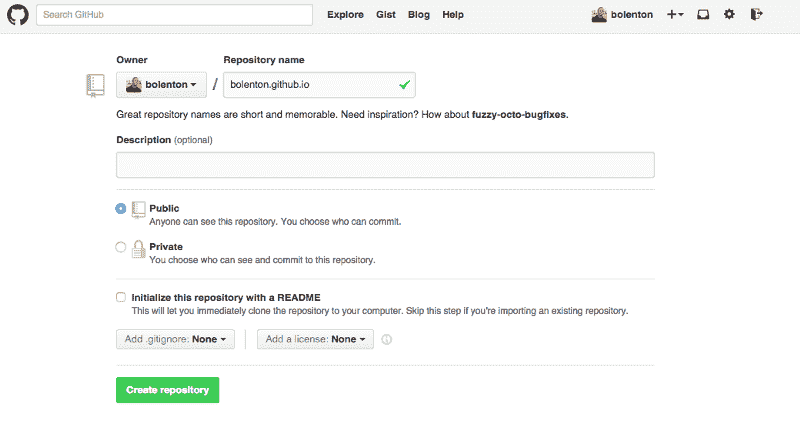 Search GitHub Explore Gist Blog Help bolenton
Owner Repository name
bolenton / bolenton.github.io
Great repository names are short and memorable. Need inspiration? How about fuzzy-octo-bugfixes.
Description (optional)
Public
Anyone can see this repository. You choose who can commit.
Private
You choose who can see and commit to this repository.
Initialize this repository with a README
This will let you immediately clone the repository to your computer. Skip this step if you're importing an existing repository.
Add .gitignore: None Add a license: None
Create repository